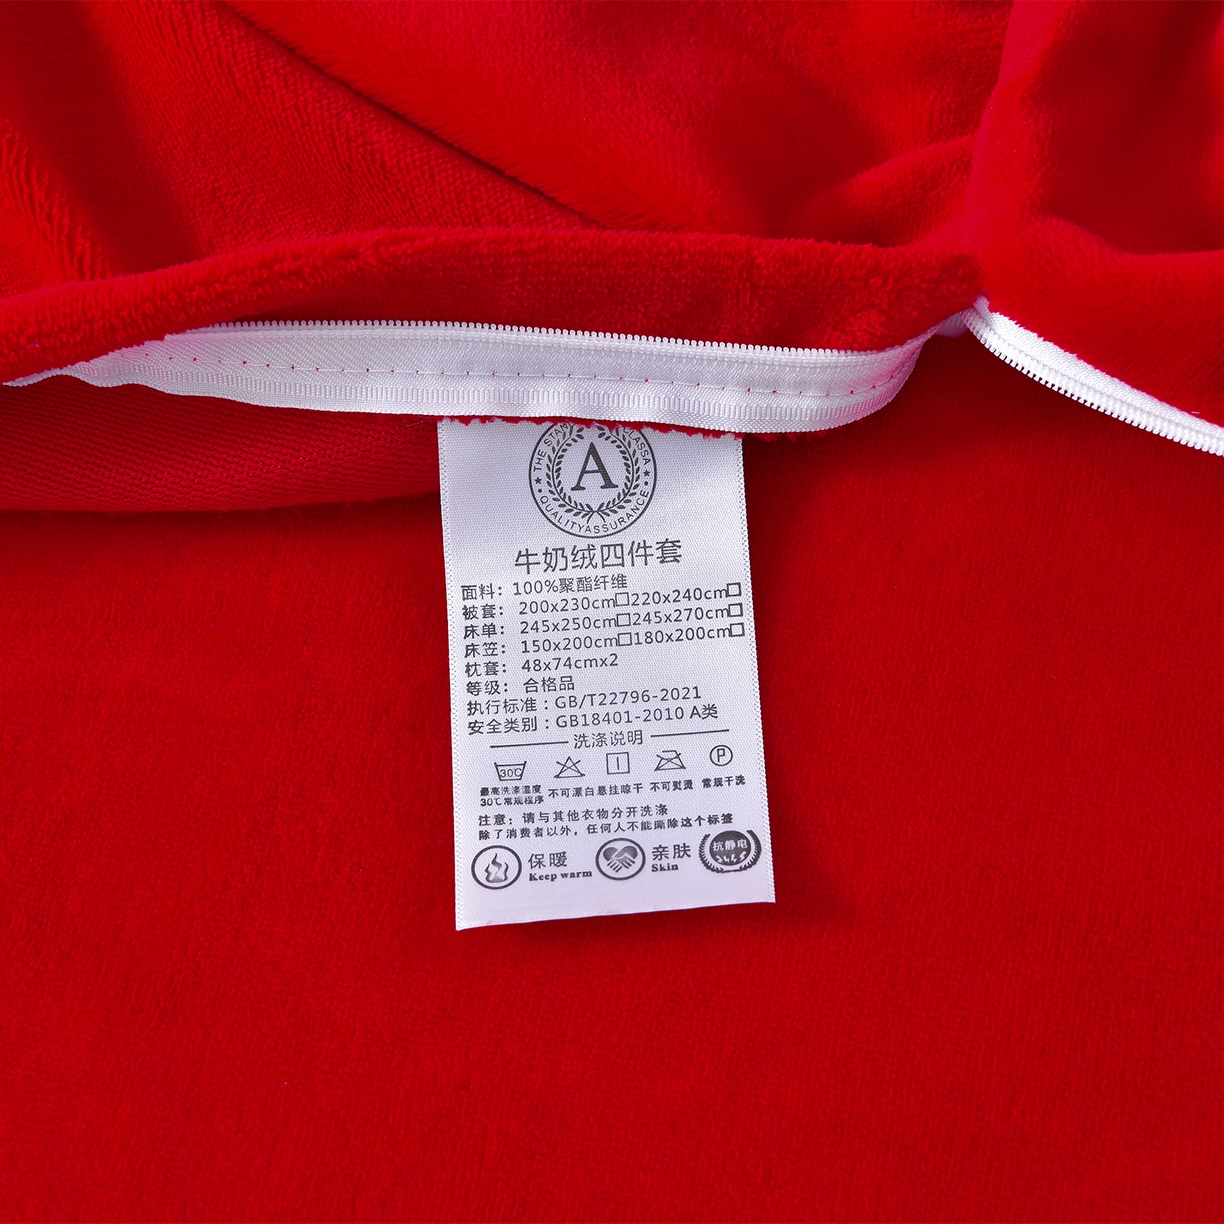 THE STAN CLASSA
A
QUALITYASSURANCE
牛奶绒四件套
面料：100%聚酯纤维
被套：200x230cm□220x240cm□
床单：245x250cm□245x270cm□
床笠：150x200cm□180x200cm□
枕套：48x74cmx2
等级：合格品
执行标准：GB/T22796-2021
安全类别：GB18401-2010 A类
洗涤说明
30℃ P
最高洗涤温度 30℃常规程序 不可漂白 悬挂晾干 不可熨烫 常规干洗
注意：请与其他衣物分开洗涤
除了消费者以外，任何人不能撕除这个标签
保暖 Keep warm 亲肤 Skin 抗静电